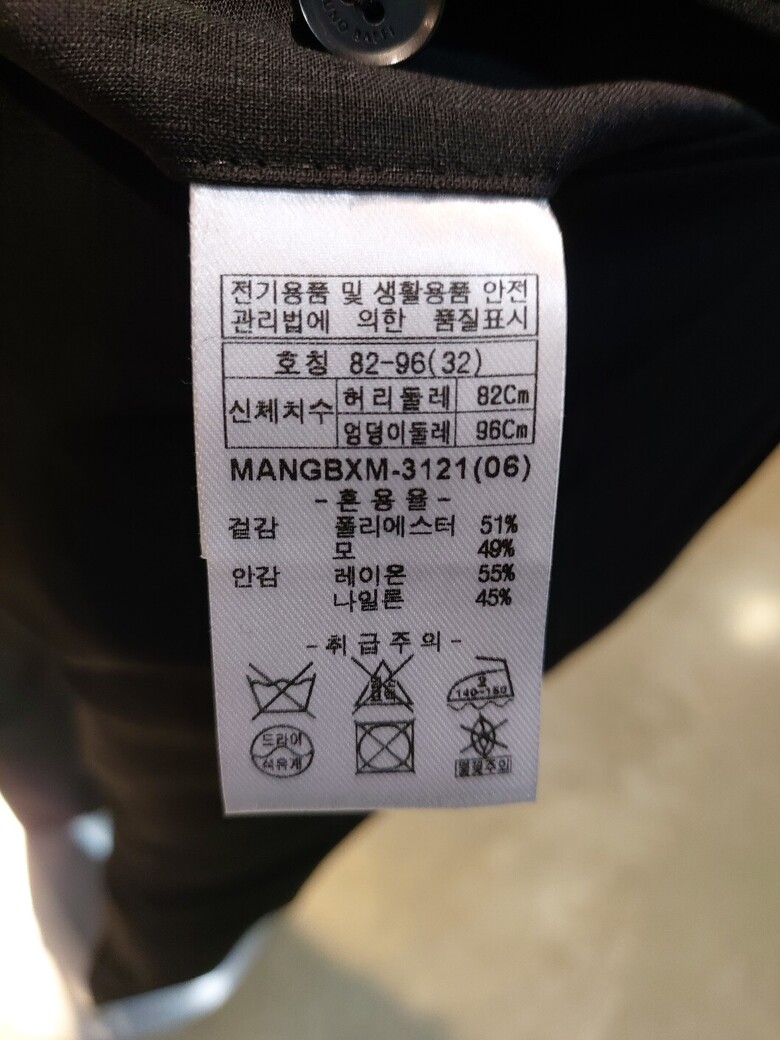 전기용품 및 생활용품 안전
관리법에 의한 품질표시
호칭 82-96(32)
신체치수 허리둘레 82Cm
엉덩이둘레 96Cm
MANGBXM-3121(06)
-혼용율-
겉감 폴리에스터 51%
모 49%
안감 레이온 55%
나일론 45%
-취급주의-
2
140~160
드라이
석유계
불꽃주의